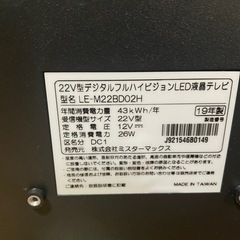 22V型デジタルフルハイビジョンLED液晶テレビ
型名 LE-M22BD02H
年間消費電力量 43kWh/年 19年製
受信機型サイズ 22V型
定格電圧 12V⎓
定格消費電力 26W
区分名 DC1 J92154680149
発売元 株式会社ミスターマックス
MADE IN TAIWAN